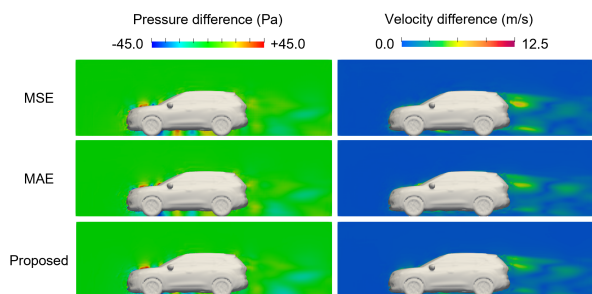 Pressure difference (Pa) Velocity difference (m/s)
-45.0 +45.0 0.0 12.5
MSE
MAE
Proposed